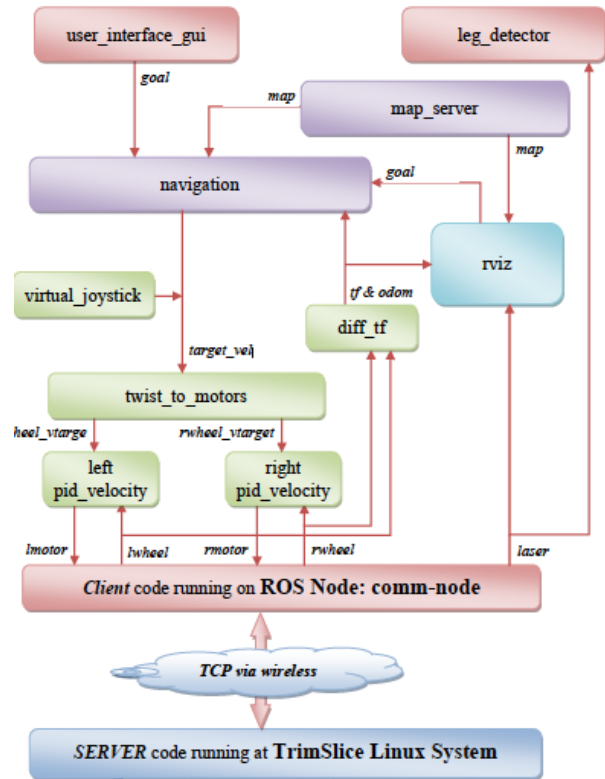 user_interface_gui
leg_detector
goal
map
map_server
map
navigation
goal
rviz
virtual_joystick
tf & odom
diff_tf
target_vel
twist_to_motors
heel_vtarge
rwheel_vtarget
left
pid_velocity
right
pid_velocity
lmotor
lwheel
rmotor
rwheel
laser
Client code running on ROS Node: comm-node
TCP via wireless
SERVER code running at TrimSlice Linux System